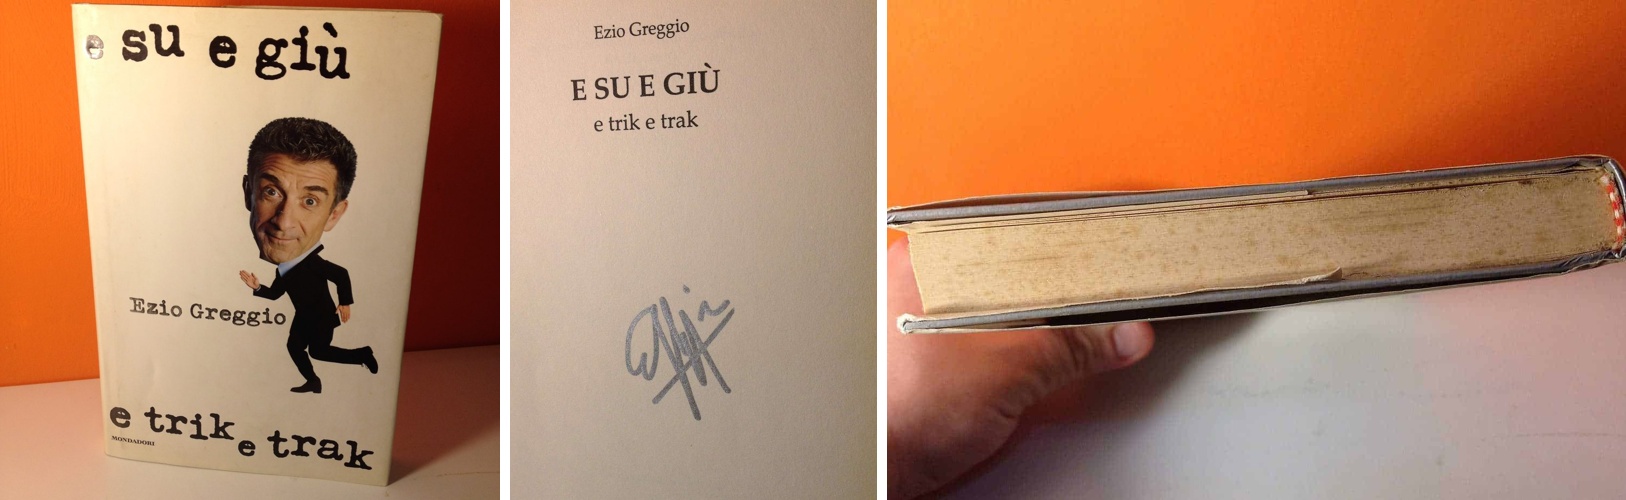 e su e giù
Ezio Greggio
e trik e trak
MONDADORI
Ezio Greggio
E SU E GIÙ
e trik e trak